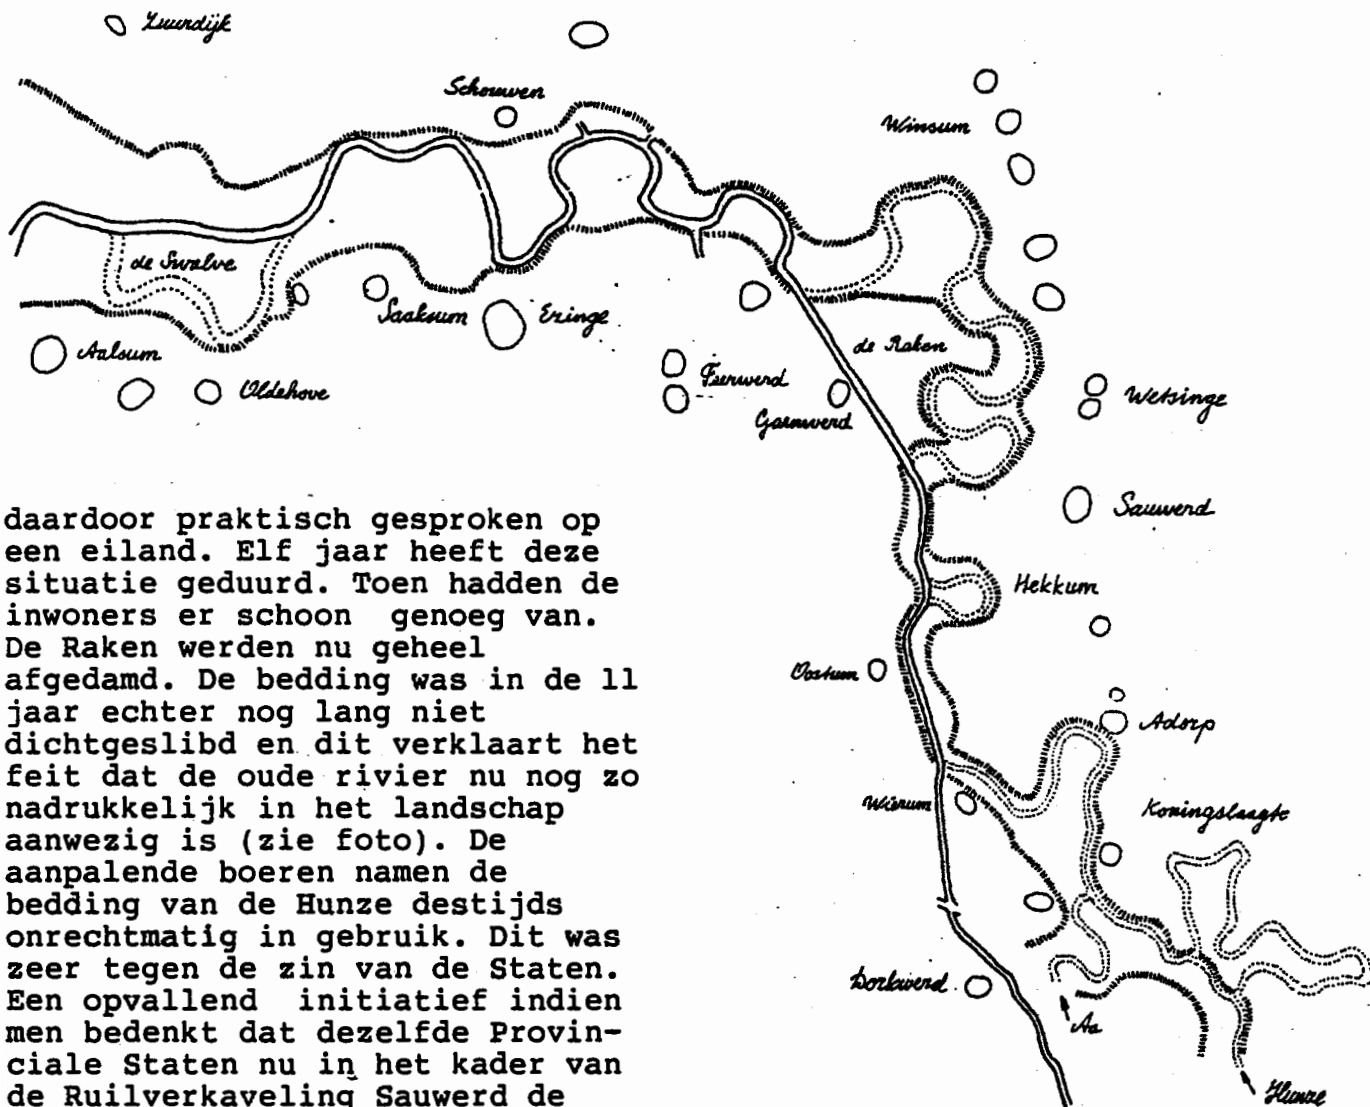 Zuurdijk
Schouwen
Winsum
de Swalve
Saaksum
Ezinge
Aalsum
Oldehove
de Raken
Feerwerd
Garnwerd
Wetsinge
Sauwerd
Hekkum
Oostum
Adorp
Wierum
Koningslaagte
Dorkwerd
Aa
Hunze
daardoor praktisch gesproken op
een eiland. Elf jaar heeft deze
situatie geduurd. Toen hadden de
inwoners er schoon genoeg van.
De Raken werden nu geheel
afgedamd. De bedding was in de 11
jaar echter nog lang niet
dichtgeslibd en dit verklaart het
feit dat de oude rivier nu nog zo
nadrukkelijk in het landschap
aanwezig is (zie foto). De
aanpalende boeren namen de
bedding van de Hunze destijds
onrechtmatig in gebruik. Dit was
zeer tegen de zin van de Staten.
Een opvallend initiatief indien
men bedenkt dat dezelfde Provin-
ciale Staten nu in het kader van
de Ruilverkaveling Sauwerd de